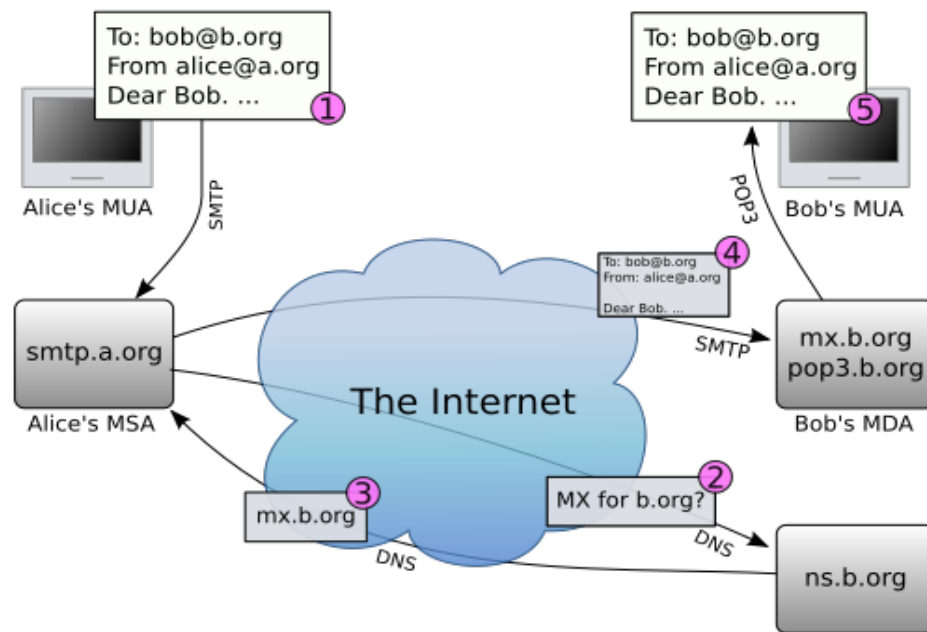 To: bob@b.org
From alice@a.org
Dear Bob. ...
1
Alice's MUA
SMTP
To: bob@b.org
From alice@a.org
Dear Bob. ...
5
Bob's MUA
POP3
To: bob@b.org
From: alice@a.org
Dear Bob. ...
4
SMTP
smtp.a.org
Alice's MSA
The Internet
mx.b.org
pop3.b.org
Bob's MDA
mx.b.org
3
DNS
MX for b.org?
2
DNS
ns.b.org